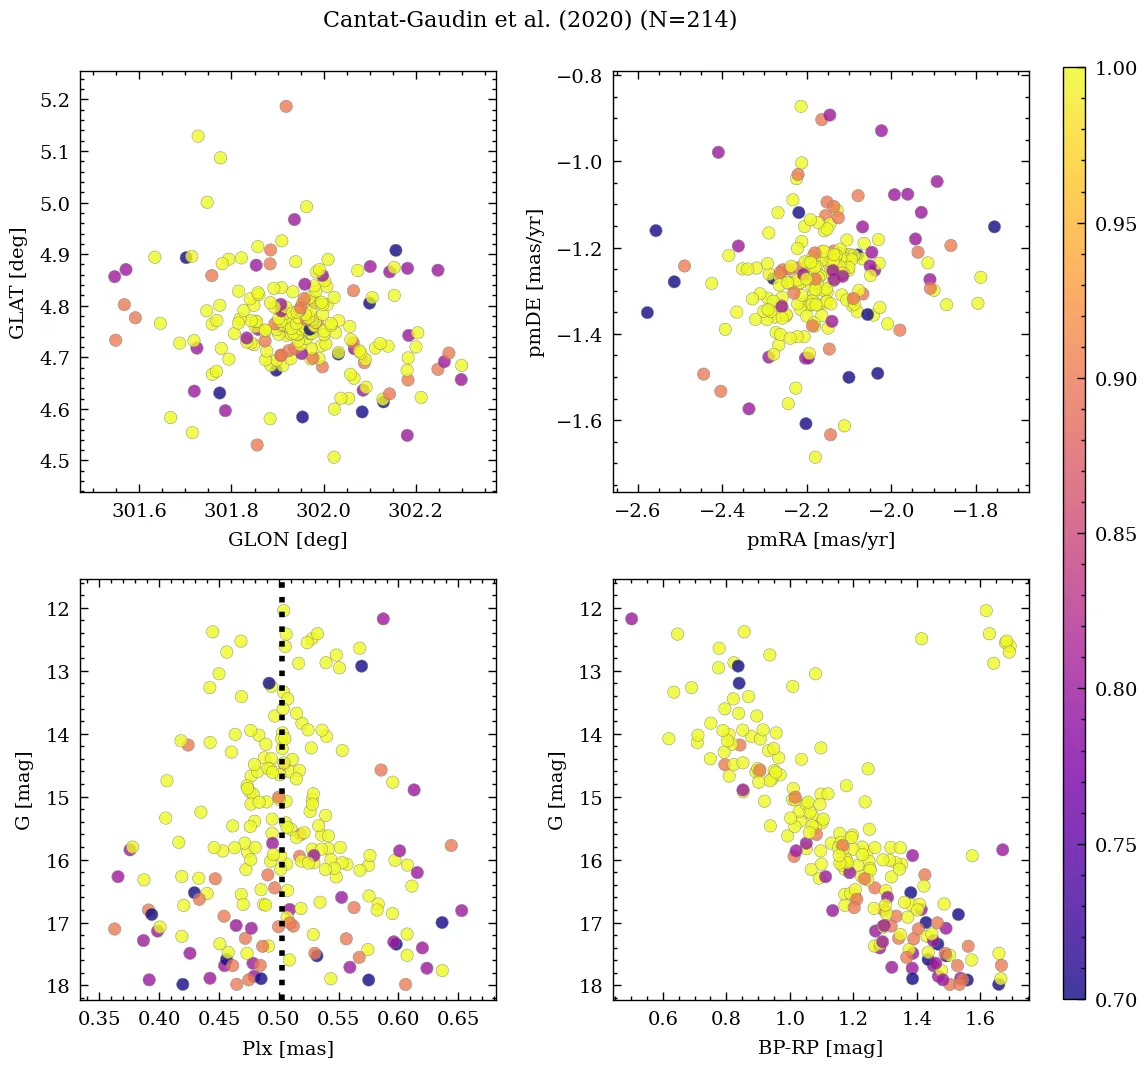 Cantat-Gaudin et al. (2020) (N=214)
5.2
5.1
5.0
4.9
4.8
4.7
4.6
4.5
GLAT [deg]
301.6 301.8 302.0 302.2
GLON [deg]
−0.8
−1.0
−1.2
−1.4
−1.6
pmDE [mas/yr]
−2.6 −2.4 −2.2 −2.0 −1.8
pmRA [mas/yr]
12
13
14
15
16
17
18
G [mag]
0.35 0.40 0.45 0.50 0.55 0.60 0.65
Plx [mas]
12
13
14
15
16
17
18
G [mag]
0.6 0.8 1.0 1.2 1.4 1.6
BP-RP [mag]
1.00
0.95
0.90
0.85
0.80
0.75
0.70